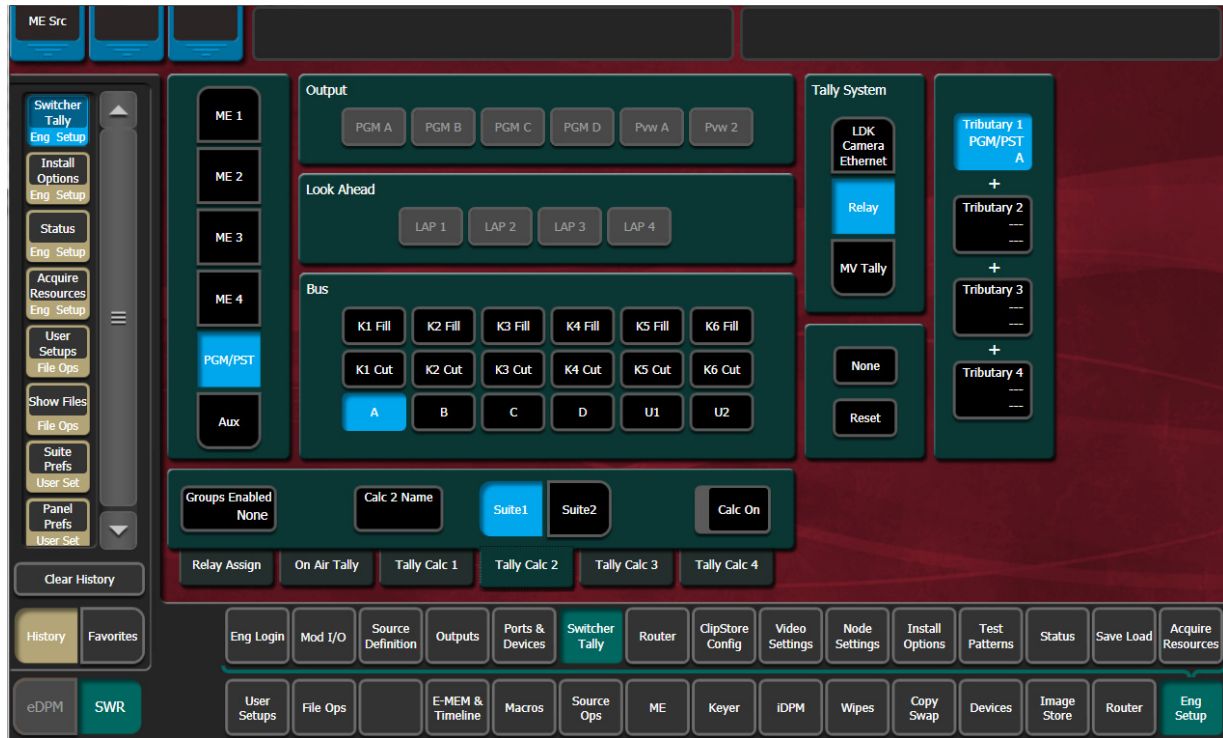 ME Src
Switcher
Tally
Eng Setup
Install
Options
Eng Setup
Status
Eng Setup
Acquire
Resources
Eng Setup
User
Setups
File Ops
Show Files
File Ops
Suite
Prefs
User Set
Panel
Prefs
User Set
Clear History
History Favorites
eDPM SWR
ME 1
ME 2
ME 3
ME 4
PGM/PST
Aux
Output
PGM A PGM B PGM C PGM D Pvw A Pvw 2
Look Ahead
LAP 1 LAP 2 LAP 3 LAP 4
Bus
K1 Fill K2 Fill K3 Fill K4 Fill K5 Fill K6 Fill
K1 Cut K2 Cut K3 Cut K4 Cut K5 Cut K6 Cut
A B C D U1 U2
Tally System
LDK
Camera
Ethernet
Relay
MV Tally
None
Reset
Tributary 1
PGM/PST
A
+
Tributary 2
---
---
+
Tributary 3
---
---
+
Tributary 4
---
---
Groups Enabled
None
Calc 2 Name
Suite1 Suite2
Calc On
Relay Assign On Air Tally Tally Calc 1 Tally Calc 2 Tally Calc 3 Tally Calc 4
Eng Login
Mod I/O
Source
Definition
Outputs
Ports &
Devices
Switcher
Tally
Router
ClipStore
Config
Video
Settings
Node
Settings
Install
Options
Test
Patterns
Status
Save Load
Acquire
Resources
User
Setups
File Ops
E-MEM &
Timeline
Macros
Source
Ops
ME
Keyer
iDPM
Wipes
Copy
Swap
Devices
Image
Store
Router
Eng
Setup